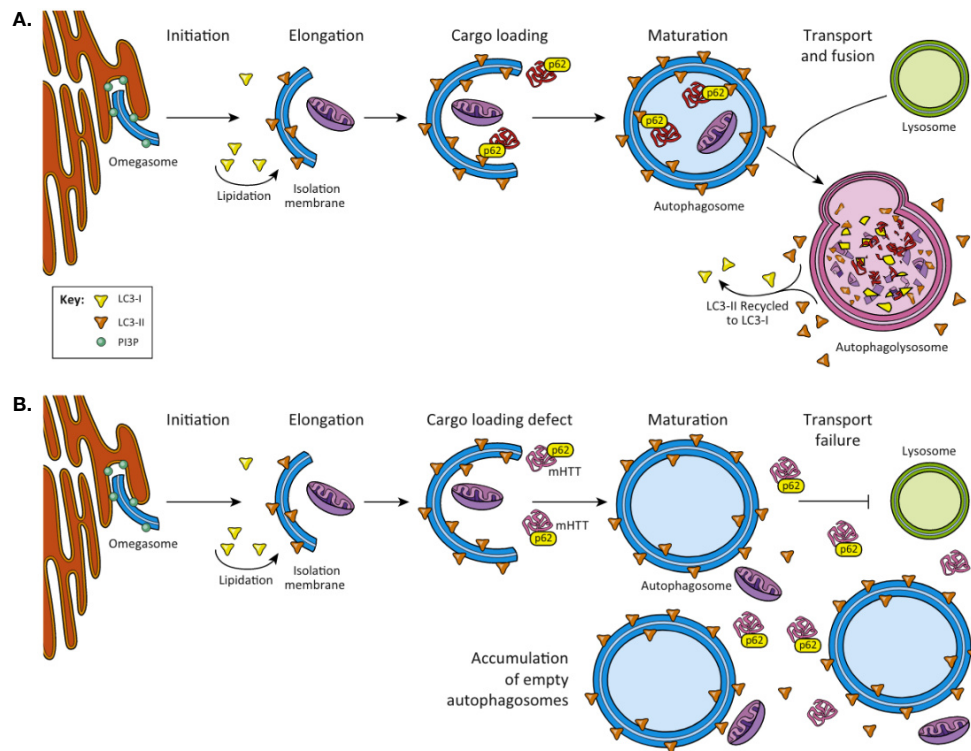 A.
Initiation
Elongation
Cargo loading
Maturation
Transport
and fusion
p62
p62
p62
p62
Lysosome
Omegasome
Lipidation
Isolation
membrane
Autophagosome
Key:
LC3-I
LC3-II
PI3P
LC3-II Recycled
to LC3-I
Autophagolysosome
B.
Initiation
Elongation
Cargo loading defect
Maturation
Transport
failure
Lysosome
p62
mHTT
p62
mHTT
p62
p62
Omegasome
Lipidation
Isolation
membrane
Autophagosome
p62
p62
Accumulation
of empty
autophagosomes